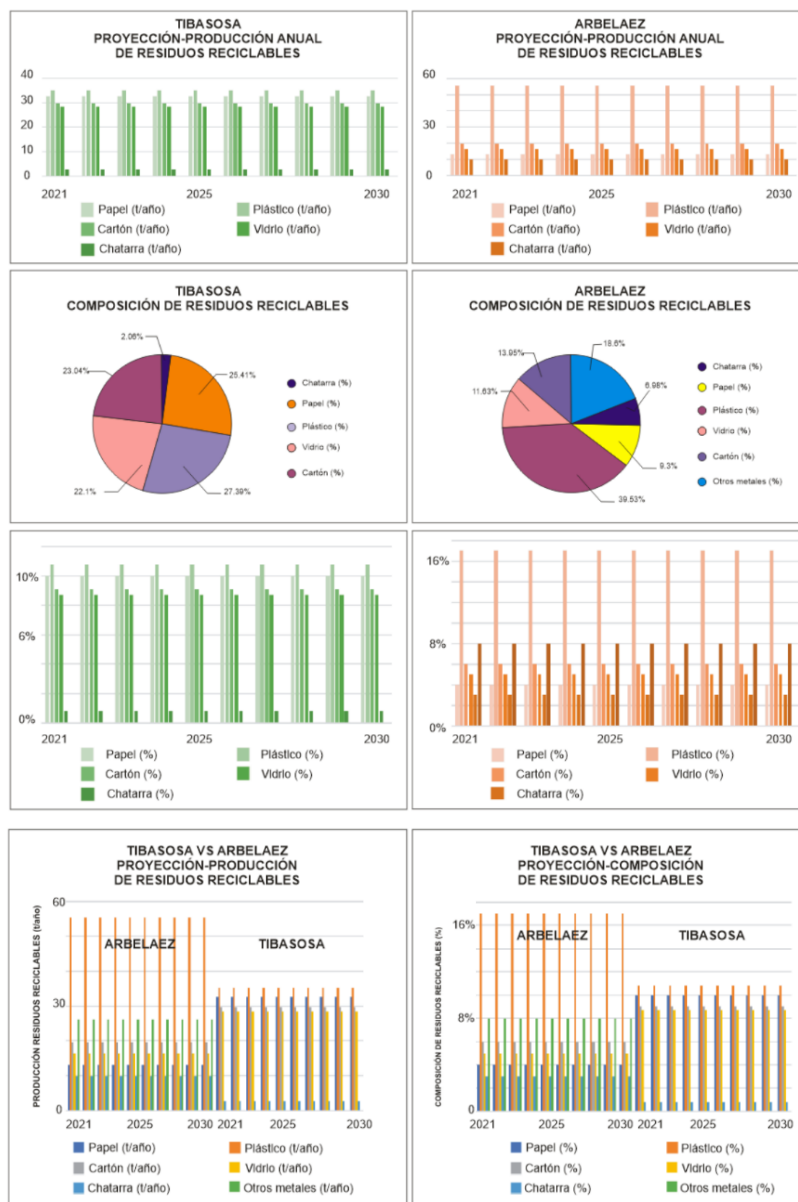 TIBASOSA
PROYECCIÓN-PRODUCCIÓN ANUAL
DE RESIDUOS RECICLABLES
40
30
20
10
0
2021 2025 2030
Papel (t/año) Plástico (t/año)
Cartón (t/año) Vidrio (t/año)
Chatarra (t/año)
ARBELAEZ
PROYECCIÓN-PRODUCCIÓN ANUAL
DE RESIDUOS RECICLABLES
60
30
0
2021 2025 2030
Papel (t/año) Plástico (t/año)
Cartón (t/año) Vidrio (t/año)
Chatarra (t/año)
TIBASOSA
COMPOSICIÓN DE RESIDUOS RECICLABLES
2.06%
23.04%
25.41%
22.1%
27.39%
Chatarra (%)
Papel (%)
Plástico (%)
Vidrio (%)
Cartón (%)
ARBELAEZ
COMPOSICIÓN DE RESIDUOS RECICLABLES
13.95%
18.6%
11.63%
6.98%
9.3%
39.53%
Chatarra (%)
Papel (%)
Plástico (%)
Vidrio (%)
Cartón (%)
Otros metales (%)
10%
6%
0%
2021 2025 2030
Papel (%) Plástico (%)
Cartón (%) Vidrio (%)
Chatarra (%)
16%
8%
0%
2021 2025 2030
Papel (%) Plástico (%)
Cartón (%) Vidrio (%)
Chatarra (%)
TIBASOSA VS ARBELAEZ
PROYECCIÓN-PRODUCCIÓN
DE RESIDUOS RECICLABLES
PRODUCCIÓN RESIDUOS RECICLABLES (t/año)
60
30
0
ARBELAEZ TIBASOSA
2021 2025 2030 2021 2025 2030
Papel (t/año) Plástico (t/año)
Cartón (t/año) Vidrio (t/año)
Chatarra (t/año) Otros metales (t/año)
TIBASOSA VS ARBELAEZ
PROYECCIÓN-COMPOSICIÓN
DE RESIDUOS RECICLABLES
COMPOSICIÓN DE RESIDUOS RECICLABLES (%)
16%
8%
0
ARBELAEZ TIBASOSA
2021 2025 2030 2021 2025 2030
Papel (%) Plástico (%)
Cartón (%) Vidrio (%)
Chatarra (%) Otros metales (%)